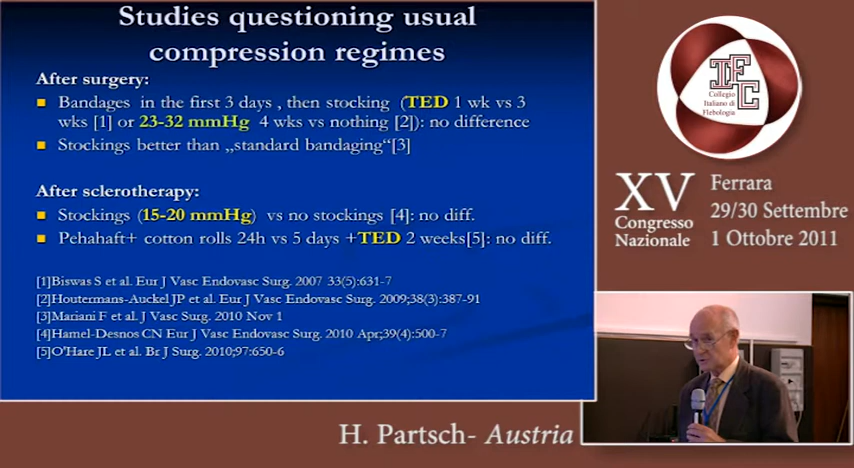 Studies questioning usual
compression regimes
After surgery:
Bandages in the first 3 days , then stocking (TED 1 wk vs 3
wks [1] or 23-32 mmHg 4 wks vs nothing [2]): no difference
Stockings better than „standard bandaging“[3]
After sclerotherapy:
Stockings (15-20 mmHg) vs no stockings [4]: no diff.
Pehahaft+ cotton rolls 24h vs 5 days +TED 2 weeks[5]: no diff.
[1]Biswas S et al. Eur J Vasc Endovasc Surg. 2007 33(5):631-7
[2]Houtermans-Auckel JP et al. Eur J Vasc Endovasc Surg. 2009;38(3):387-91
[3]Mariani F et al. J Vasc Surg. 2010 Nov 1
[4]Hamel-Desnos CN Eur J Vasc Endovasc Surg. 2010 Apr;39(4):500-7
[5]O'Hare JL et al. Br J Surg. 2010;97:650-6
Collegio
Italiano di
Flebologia
XV
Congresso
Nazionale
Ferrara
29/30 Settembre
1 Ottobre 2011
H. Partsch- Austria